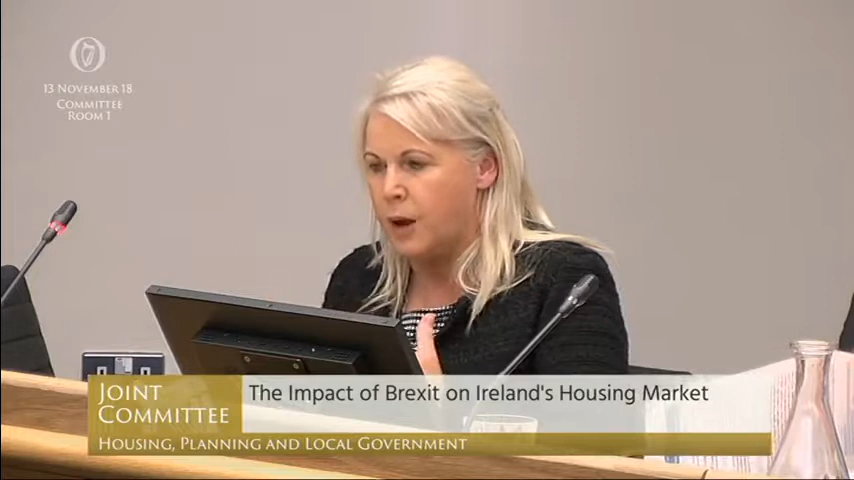 13 November 18
Committee
Room 1
Joint
Committee
The Impact of Brexit on Ireland's Housing Market
Housing, Planning and Local Government